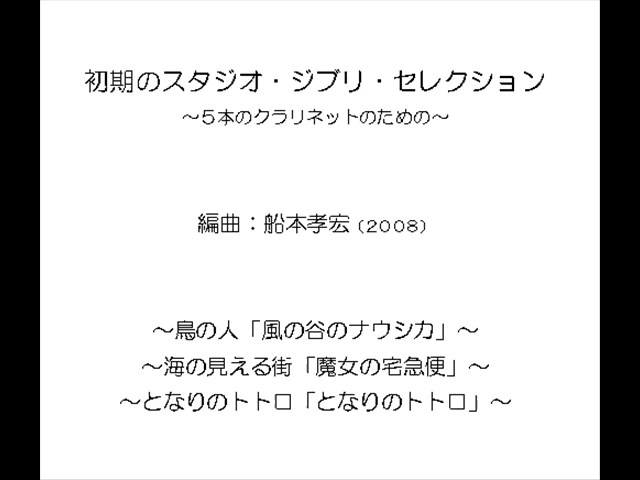 初期のスタジオ・ジブリ・セレクション
～５本のクラリネットのための～
編曲：船本孝宏（２００８）
～鳥の人「風の谷のナウシカ」～
～海の見える街「魔女の宅急便」～
～となりのトトロ「となりのトトロ」～